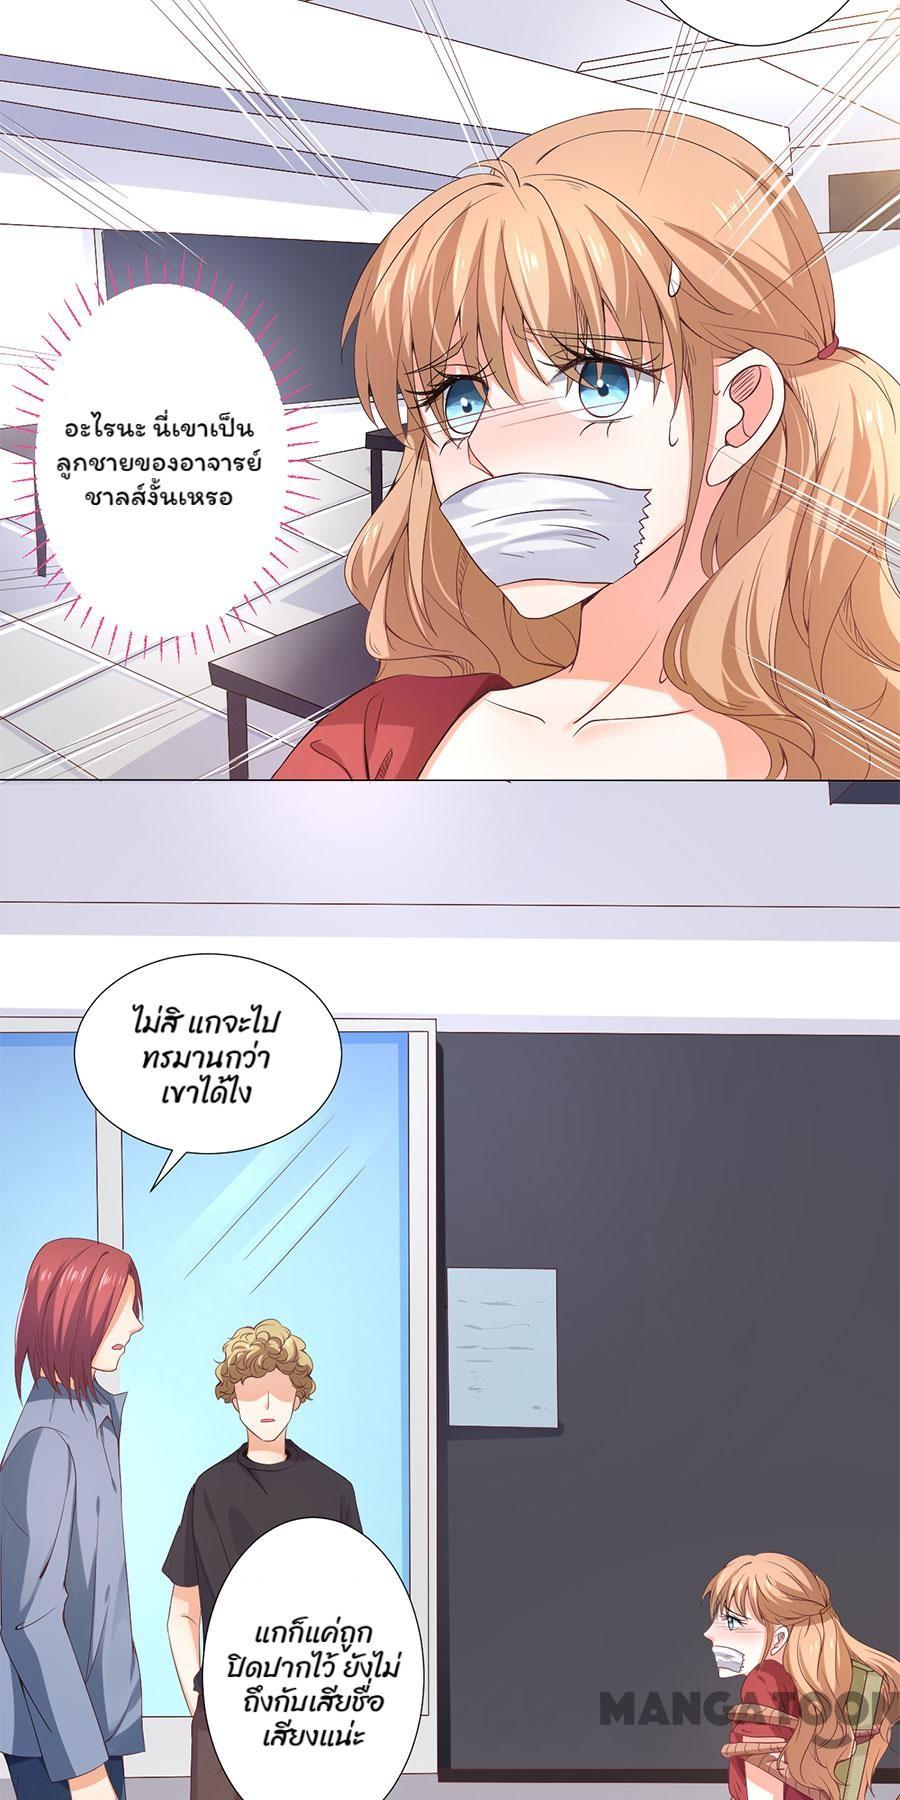 อะไรนะ นี่เขาเป็น
ลูกชายของอาจารย์
ชาลส์งั้นเหรอ
ไม่สิ แกจะไป
ทรมานกว่า
เขาได้ไง
แกก็แค่ถูก
ปิดปากไว้ ยังไม่
ถึงกับเสียชื่อ
เสียงแน่ะ
MANGATOON